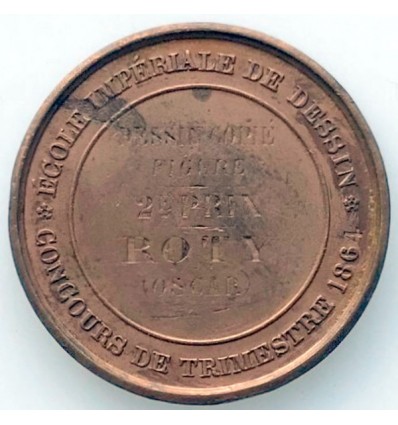 ÉCOLE IMPÉRIALE DE DESSIN
CONCOURS DE TRIMESTRE 1864
DESSIN COPIÉ
FIGURE
2E PRIX
ROTY
(OSCAR)